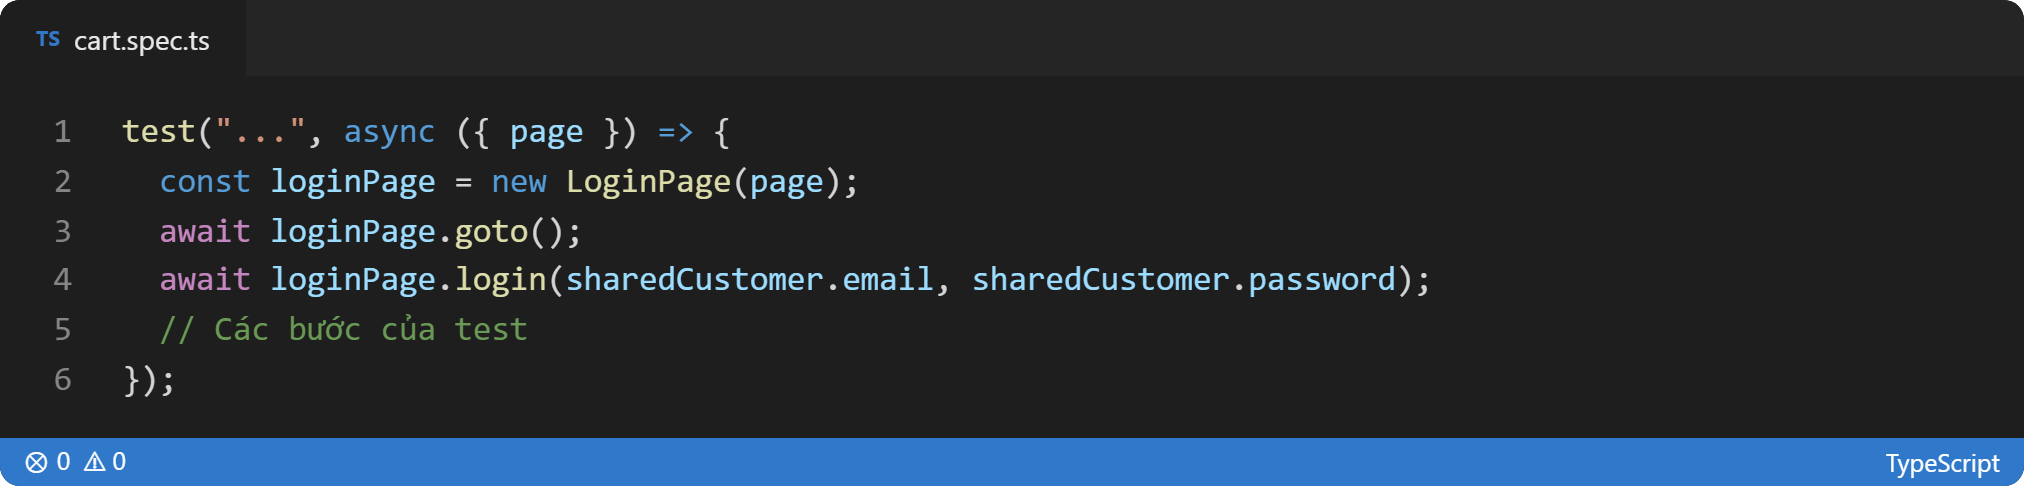 TS cart.spec.ts
1 test("...", async ({ page }) => {
2   const loginPage = new LoginPage(page);
3   await loginPage.goto();
4   await loginPage.login(sharedCustomer.email, sharedCustomer.password);
5   // Các bước của test
6 });
0 0 TypeScript